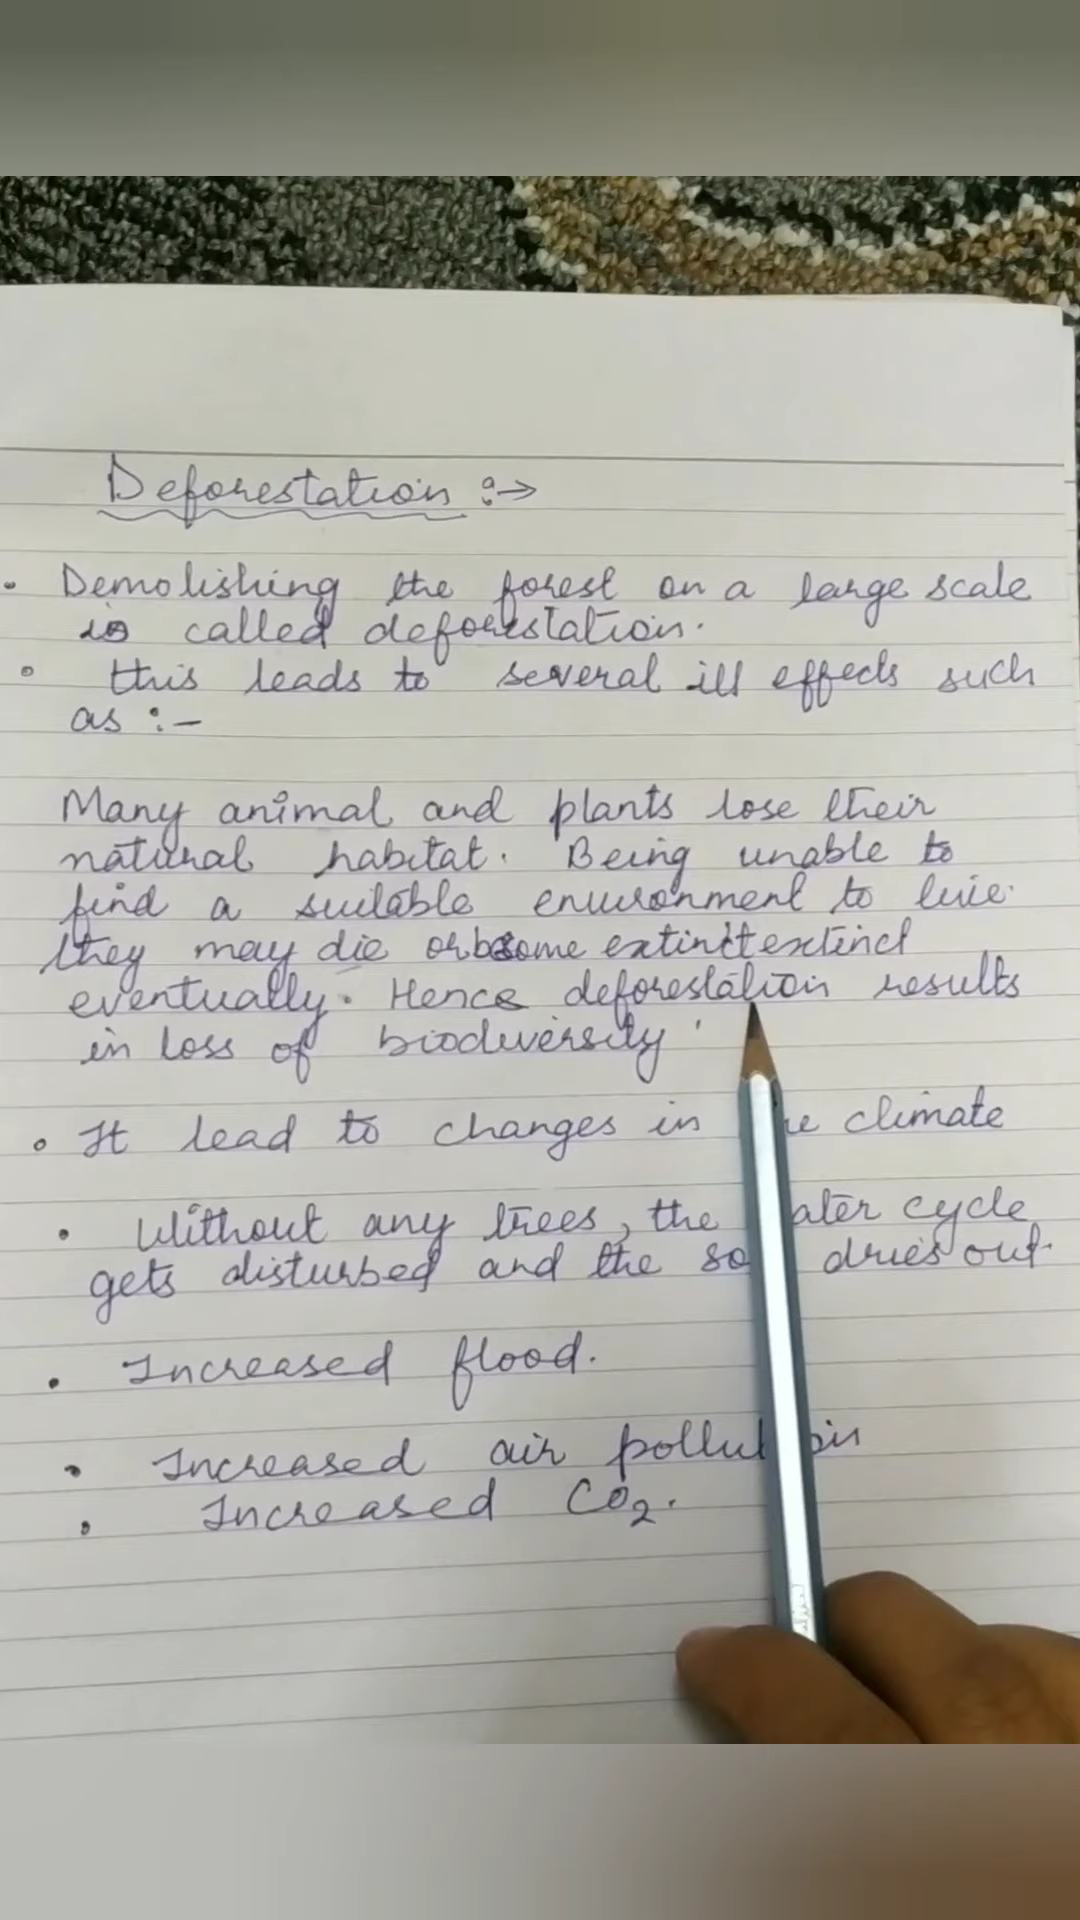 Deforestation :→
• Demolishing the forest on a large scale
is called deforestation.
• this leads to several ill effects such
as :-
Many animal and plants lose their
natural habitat. Being unable to
find a suitable environment to live.
they may die or become extinct extinct
eventually. Hence deforestation results
in loss of biodiversity.
• It lead to changes in climate
• Without any trees, the cycle
gets disturbed and the dries out.
• Increased flood.
• Increased air pollution
• Increased CO₂.